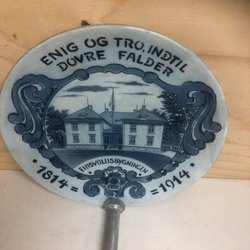 ENIG OG TRO, INDTIL
DOVRE FALDER
EIDSVOLDSBYGNINGEN
1814 = = 1914